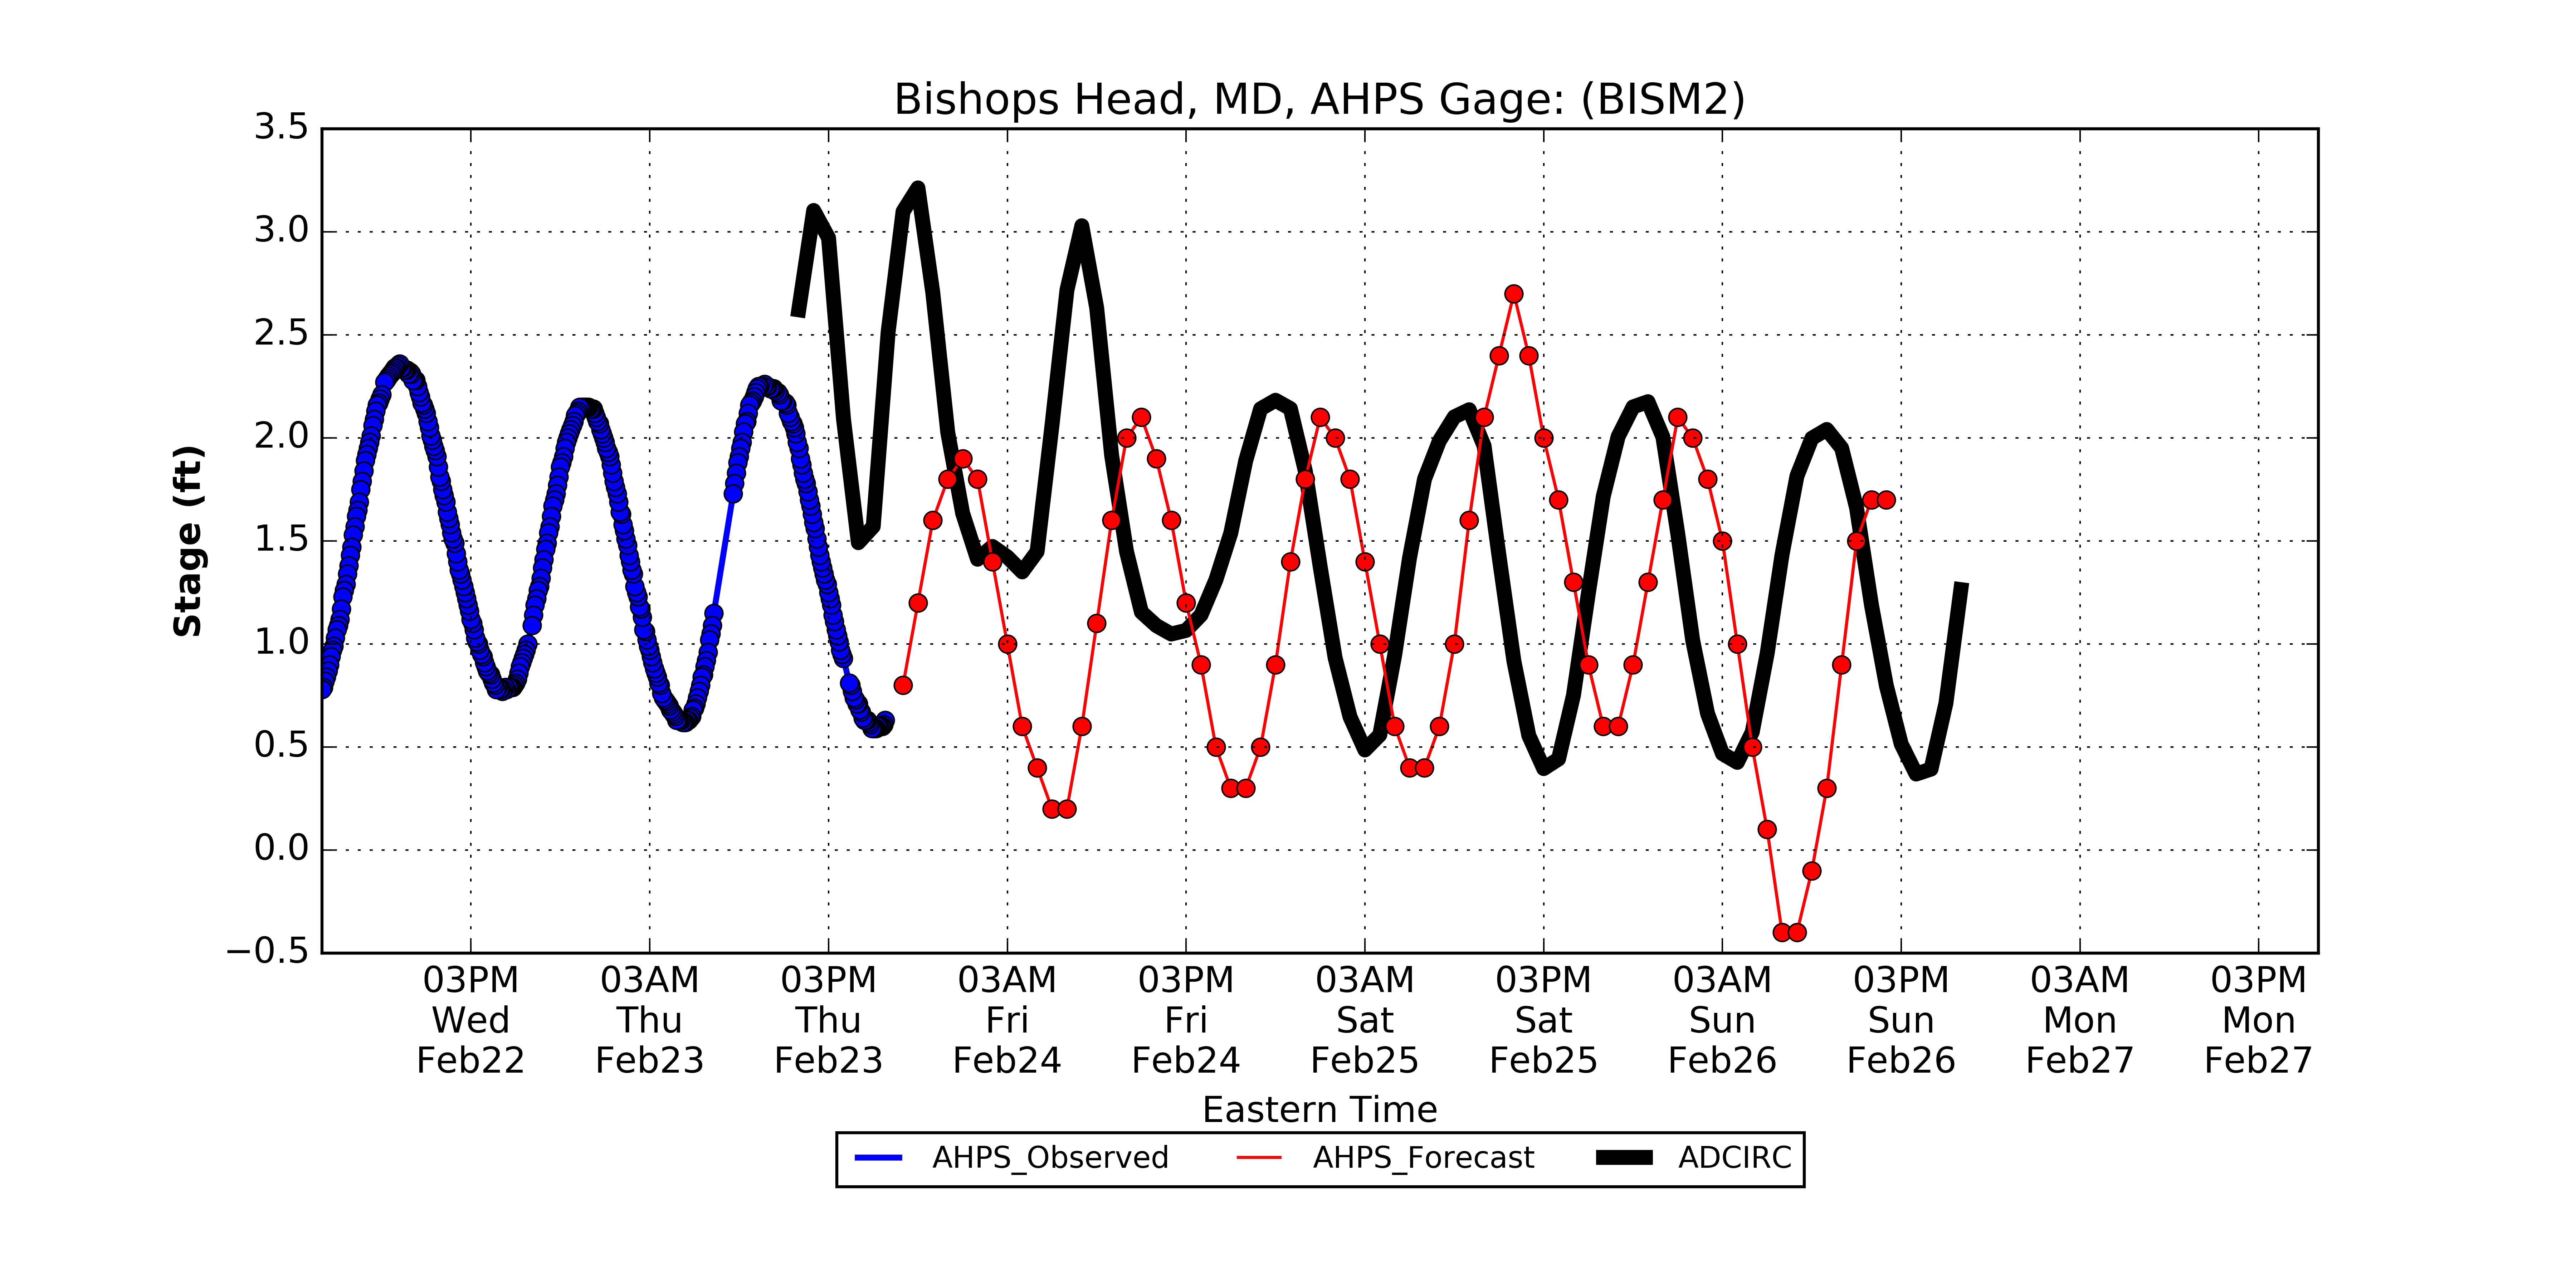 Bishops Head, MD, AHPS Gage: (BISM2)
3.5
3.0
2.5
2.0
1.5
1.0
0.5
0.0
−0.5
Stage (ft)
03PM 03AM 03PM 03AM 03PM 03AM 03PM 03AM 03PM 03AM 03PM
Wed Thu Thu Fri Fri Sat Sat Sun Sun Mon Mon
Feb22 Feb23 Feb23 Feb24 Feb24 Feb25 Feb25 Feb26 Feb26 Feb27 Feb27
Eastern Time
AHPS_Observed AHPS_Forecast ADCIRC